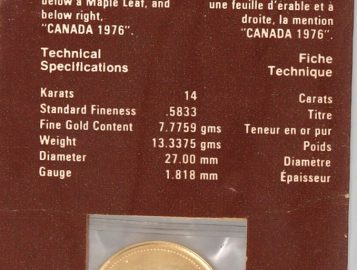 below a Maple Leaf, and
below right,
"CANADA 1976".
une feuille d'érable et à
droite, la mention
"CANADA 1976".
Technical
Specifications
Fiche
Technique
Karats 14 Carats
Standard Fineness .5833 Titre
Fine Gold Content 7.7759 gms Teneur en or pur
Weight 13.3375 gms Poids
Diameter 27.00 mm Diamètre
Gauge 1.818 mm Épaisseur